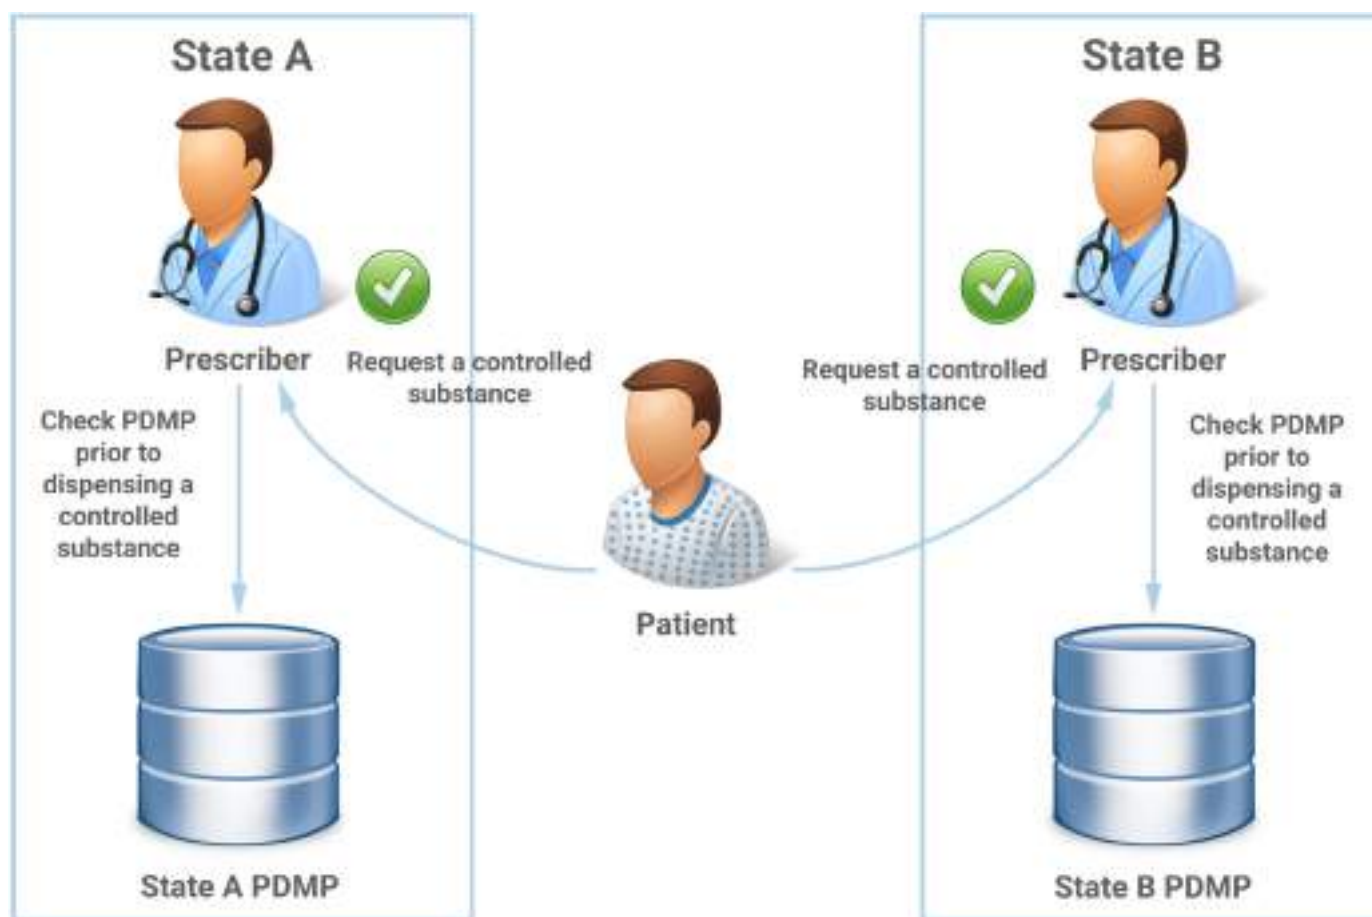 State A
State B
Prescriber
Request a controlled
substance
Check PDMP
prior to
dispensing a
controlled
substance
State A PDMP
Patient
Request a controlled
substance
Prescriber
Check PDMP
prior to
dispensing a
controlled
substance
State B PDMP